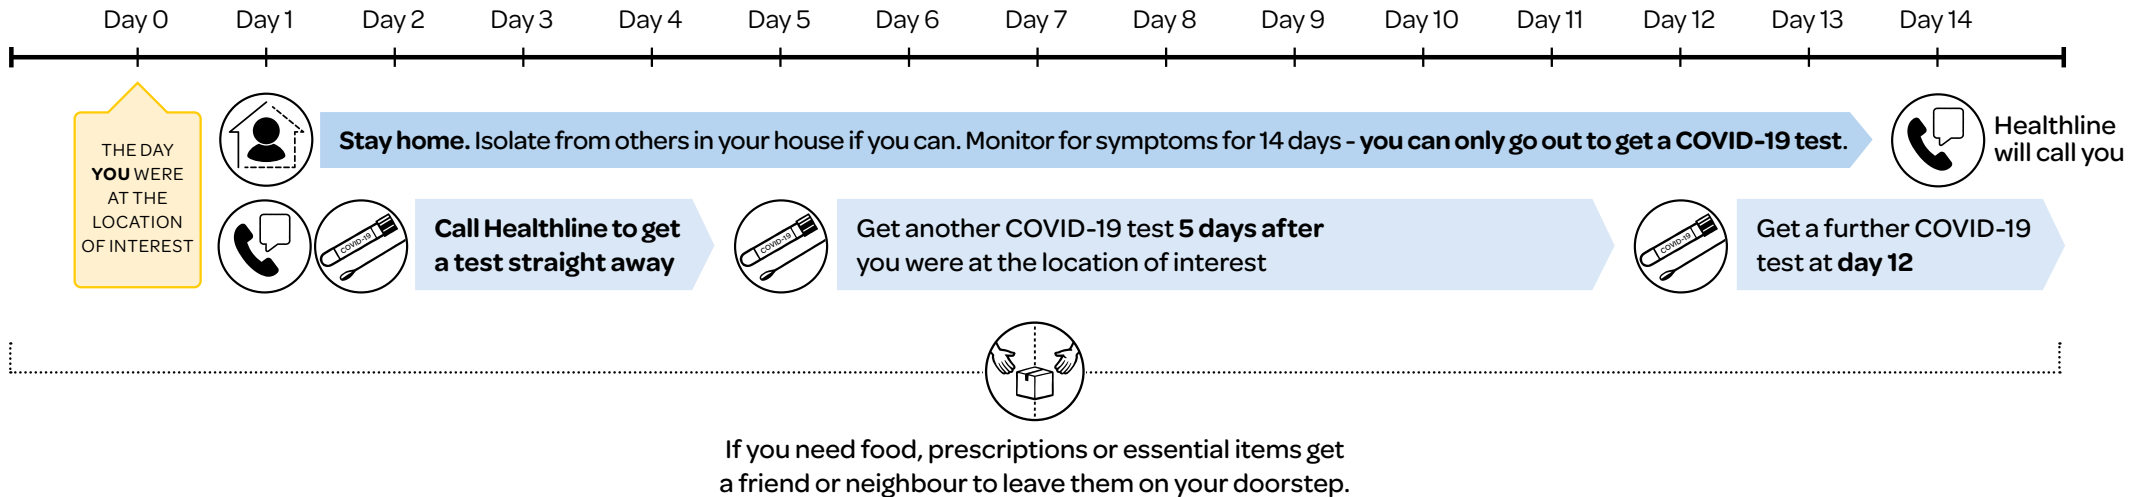 Day 0 Day 1 Day 2 Day 3 Day 4 Day 5 Day 6 Day 7 Day 8 Day 9 Day 10 Day 11 Day 12 Day 13 Day 14
THE DAY
YOU WERE
AT THE
LOCATION
OF INTEREST
Stay home. Isolate from others in your house if you can. Monitor for symptoms for 14 days - you can only go out to get a COVID-19 test.
Healthline
will call you
COVID-19
Call Healthline to get
a test straight away
COVID-19
Get another COVID-19 test 5 days after
you were at the location of interest
COVID-19
Get a further COVID-19
test at day 12
If you need food, prescriptions or essential items get
a friend or neighbour to leave them on your doorstep.